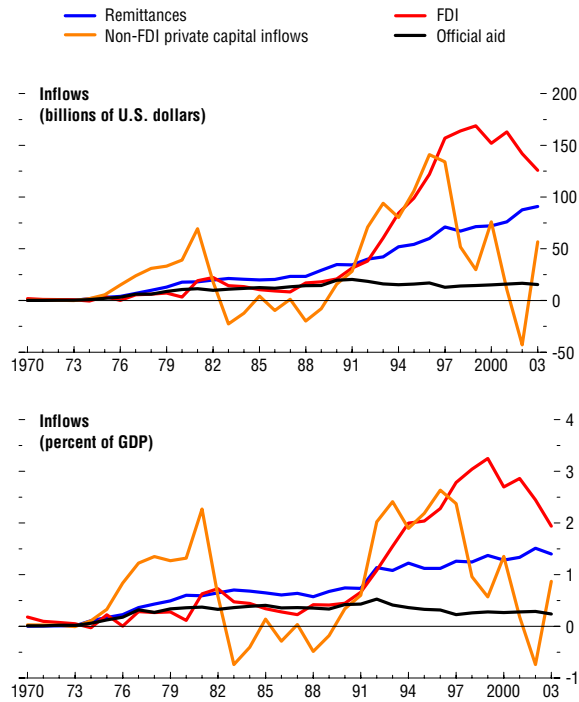 Remittances
FDI
Non-FDI private capital inflows
Official aid
Inflows
(billions of U.S. dollars)
200
150
100
50
0
-50
1970 73 76 79 82 85 88 91 94 97 2000 03
Inflows
(percent of GDP)
4
3
2
1
0
-1
1970 73 76 79 82 85 88 91 94 97 2000 03